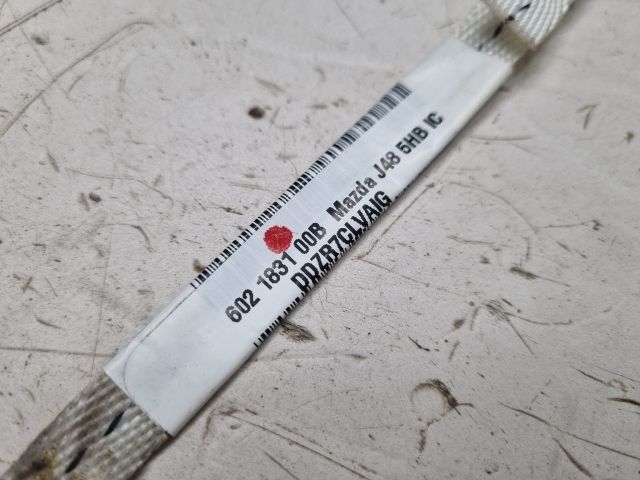 602 1831 00B Mazda J48 5HB IC
DDZR7CLVAIG